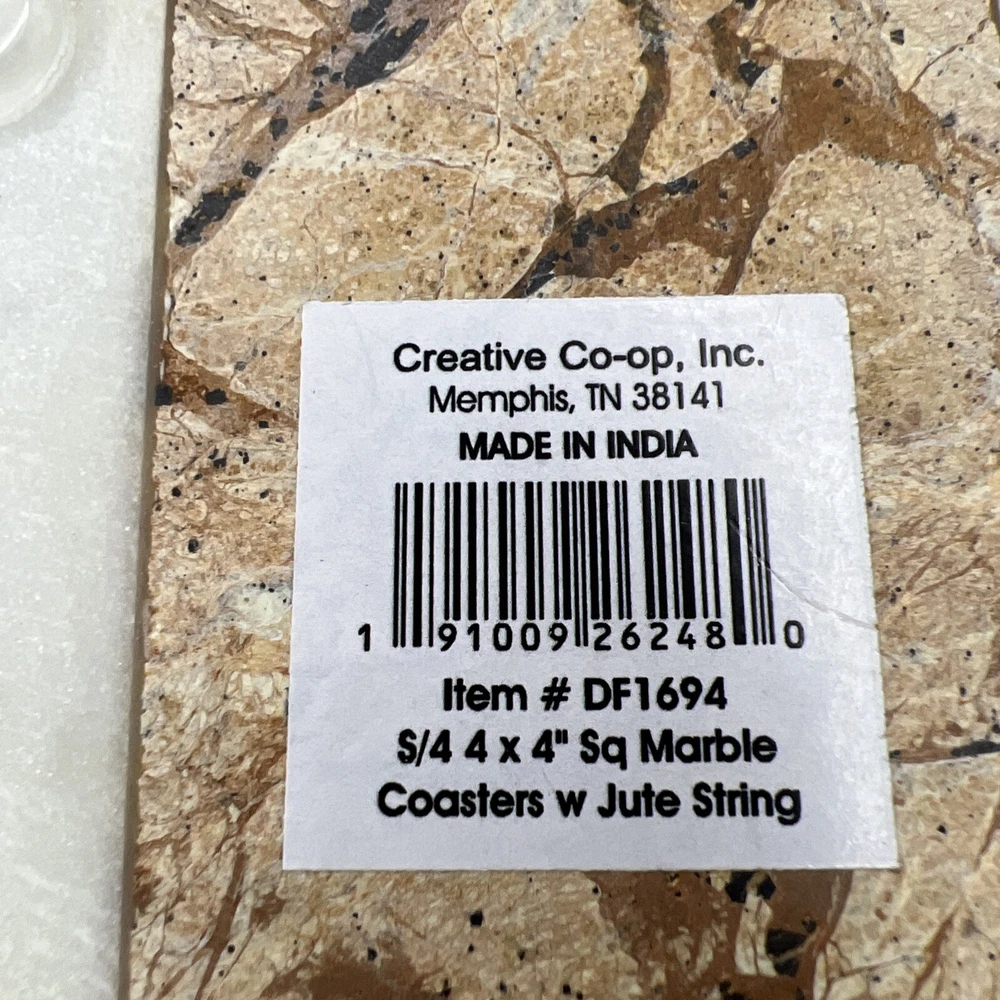 Creative Co-op, Inc.
Memphis, TN 38141
MADE IN INDIA
1 91009 26248 0
Item # DF1694
S/4 4 x 4" Sq Marble
Coasters w Jute String